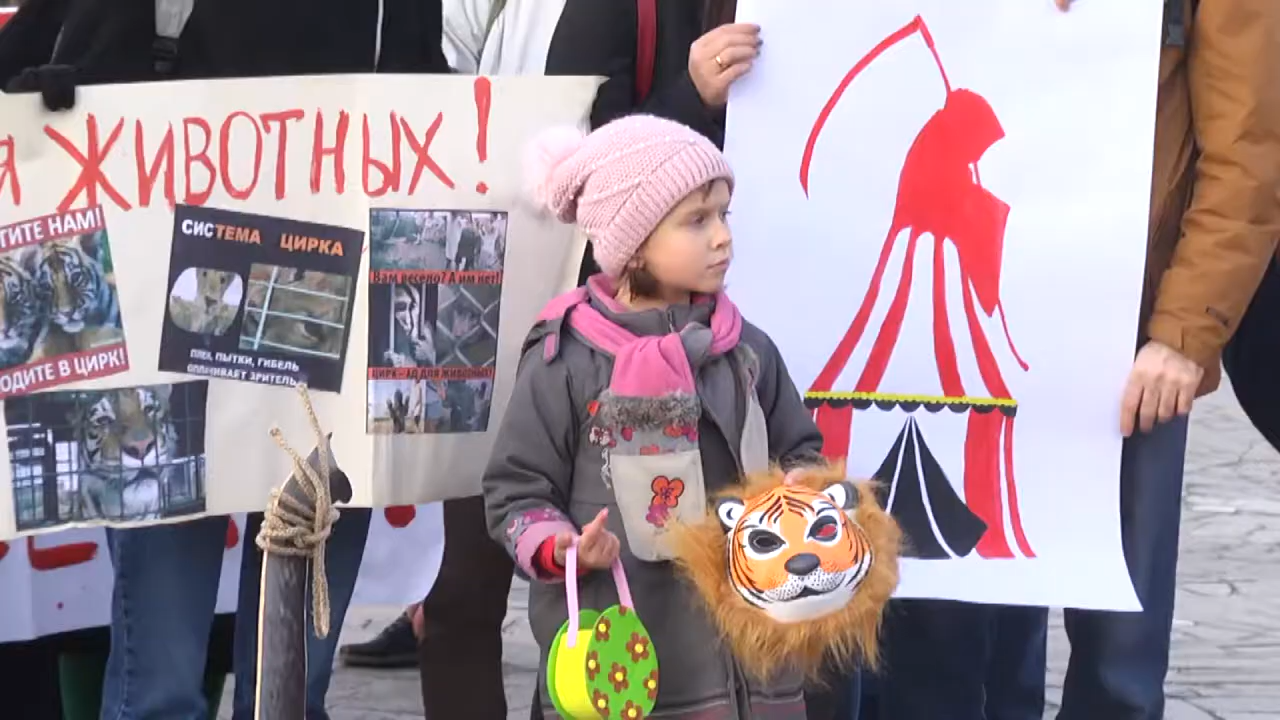 Я ЖИВОТНЫХ!
ТИТЕ НАМ!
ОДИТЕ В ЦИРК!
СИСТЕМА ЦИРКА
ПЛЕН, ПЫТКИ, ГИБЕЛЬ
ОПЛАЧИВАЕТ ЗРИТЕЛЬ
Вам весело? А им нет!
ЦИРК - АД ДЛЯ ЖИВОТНЫХ!